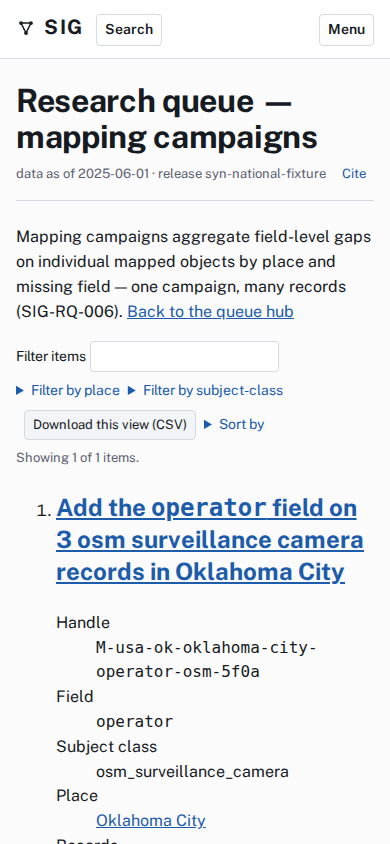 SIG
Search
Menu
Research queue —
mapping campaigns
data as of 2025-06-01 · release syn-national-fixture Cite
Mapping campaigns aggregate field-level gaps
on individual mapped objects by place and
missing field — one campaign, many records
(SIG-RQ-006). Back to the queue hub
Filter items
▶ Filter by place ▶ Filter by subject-class
Download this view (CSV) ▶ Sort by
Showing 1 of 1 items.
1. Add the operator field on
3 osm surveillance camera
records in Oklahoma City
Handle
M-usa-ok-oklahoma-city-
operator-osm-5f0a
Field
operator
Subject class
osm_surveillance_camera
Place
Oklahoma City
Records